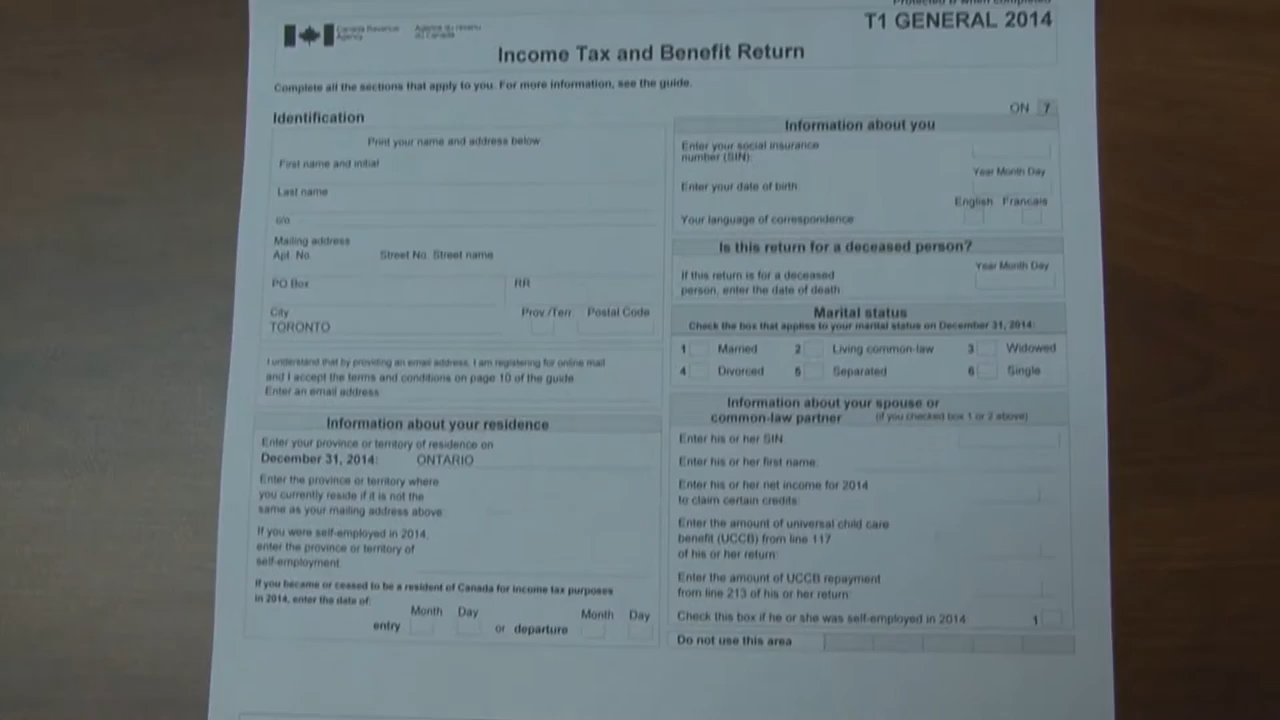 Protected B when completed
Canada Revenue Agency
Agence du revenu du Canada
T1 GENERAL 2014
Income Tax and Benefit Return
Complete all the sections that apply to you. For more information, see the guide.
ON 7
Identification
Print your name and address below.
First name and initial
Last name
c/o
Mailing address
Apt. No. Street No. Street name
PO Box RR
City Prov./Terr. Postal Code
TORONTO
I understand that by providing an email address, I am registering for online mail
and I accept the terms and conditions on page 10 of the guide.
Enter an email address:
Information about your residence
Enter your province or territory of residence on
December 31, 2014: ONTARIO
Enter the province or territory where
you currently reside if it is not the
same as your mailing address above:
If you were self-employed in 2014,
enter the province or territory of
self-employment:
If you became or ceased to be a resident of Canada for income tax purposes
in 2014, enter the date of:
Month Day Month Day
entry or departure
Information about you
Enter your social insurance
number (SIN):
Year Month Day
Enter your date of birth:
English Francais
Your language of correspondence:
Is this return for a deceased person?
Year Month Day
If this return is for a deceased
person, enter the date of death:
Marital status
Check the box that applies to your marital status on December 31, 2014:
1 Married 2 Living common-law 3 Widowed
4 Divorced 5 Separated 6 Single
Information about your spouse or
common-law partner (if you checked box 1 or 2 above)
Enter his or her SIN:
Enter his or her first name:
Enter his or her net income for 2014
to claim certain credits:
Enter the amount of universal child care
benefit (UCCB) from line 117
of his or her return:
Enter the amount of UCCB repayment
from line 213 of his or her return:
Check this box if he or she was self-employed in 2014 1
Do not use this area